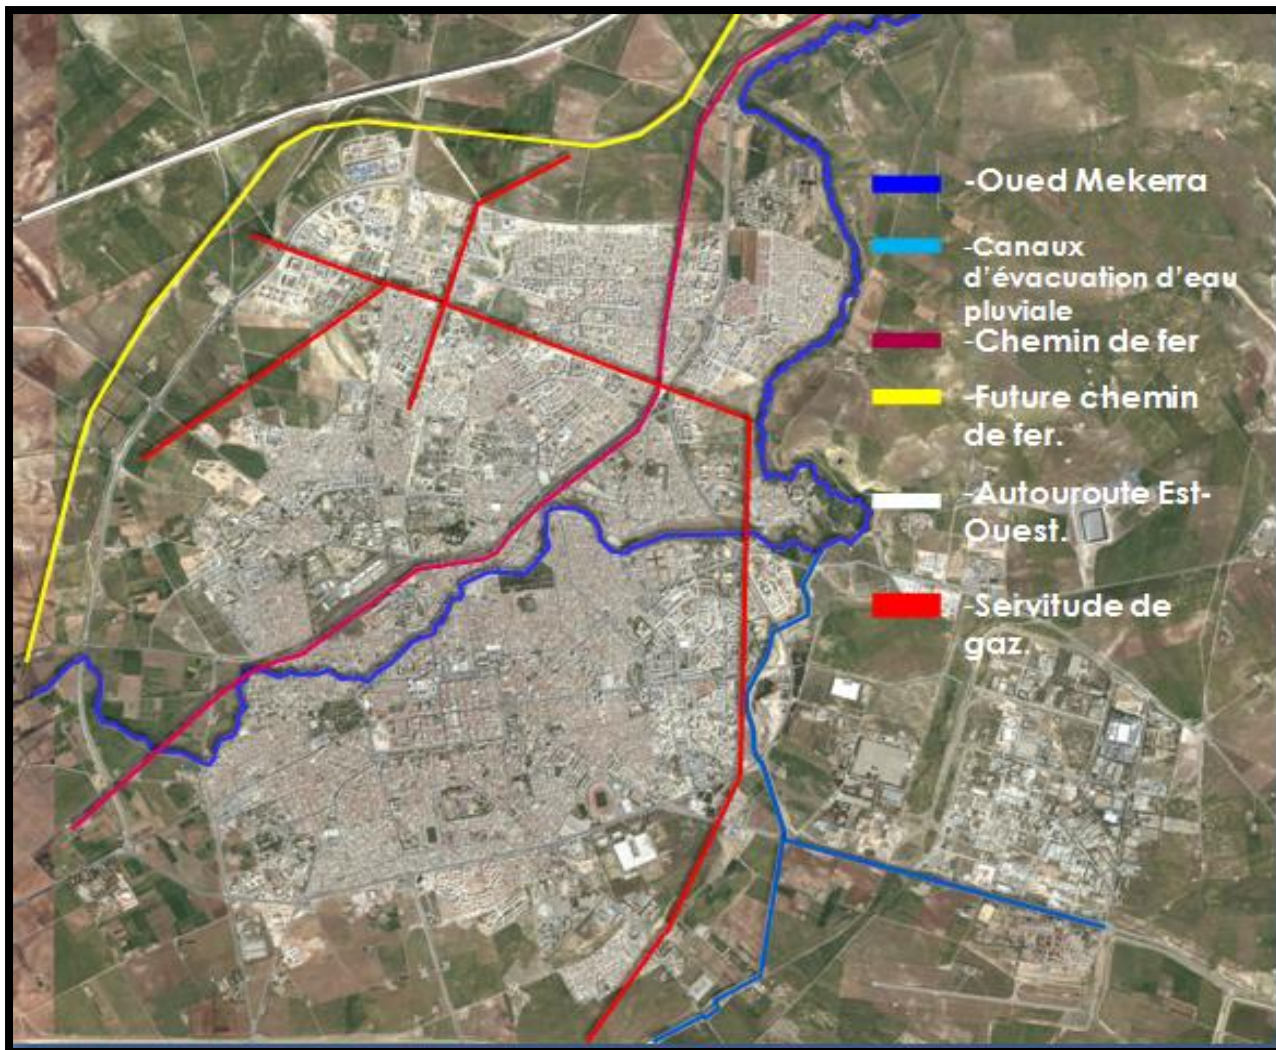 -Oued Mekerra
-Canaux
d’évacuation d’eau
pluviale
-Chemin de fer
-Future chemin
de fer.
-Autouroute Est-
Ouest.
-Servitude de
gaz.